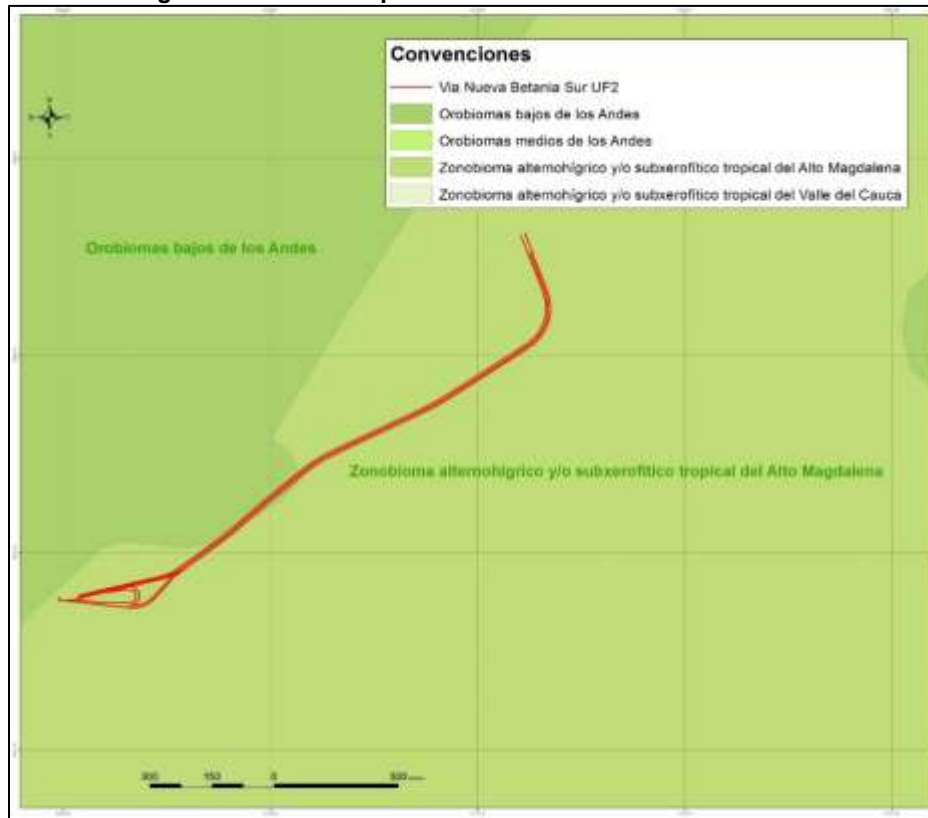 Convenciones
Via Nueva Betania Sur UF2
Orobiomas bajos de los Andes
Orobiomas medios de los Andes
Zonobioma alternohígrico y/o subxerofítico tropical del Alto Magdalena
Zonobioma alternohígrico y/o subxerofítico tropical del Valle del Cauca
Orobiomas bajos de los Andes
Zonobioma alternohígrico y/o subxerofítico tropical del Alto Magdalena
300 150 0 300